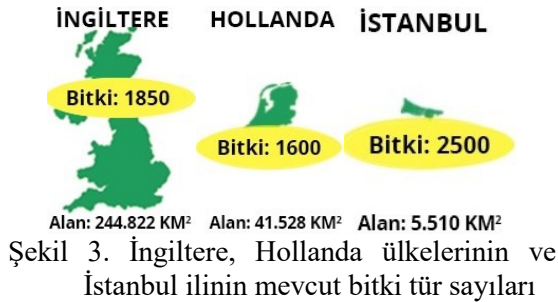 İNGİLTERE HOLLANDA İSTANBUL
Bitki: 1850
Bitki: 1600
Bitki: 2500
Alan: 244.822 KM² Alan: 41.528 KM² Alan: 5.510 KM²
Şekil 3. İngiltere, Hollanda ülkelerinin ve
İstanbul ilinin mevcut bitki tür sayıları